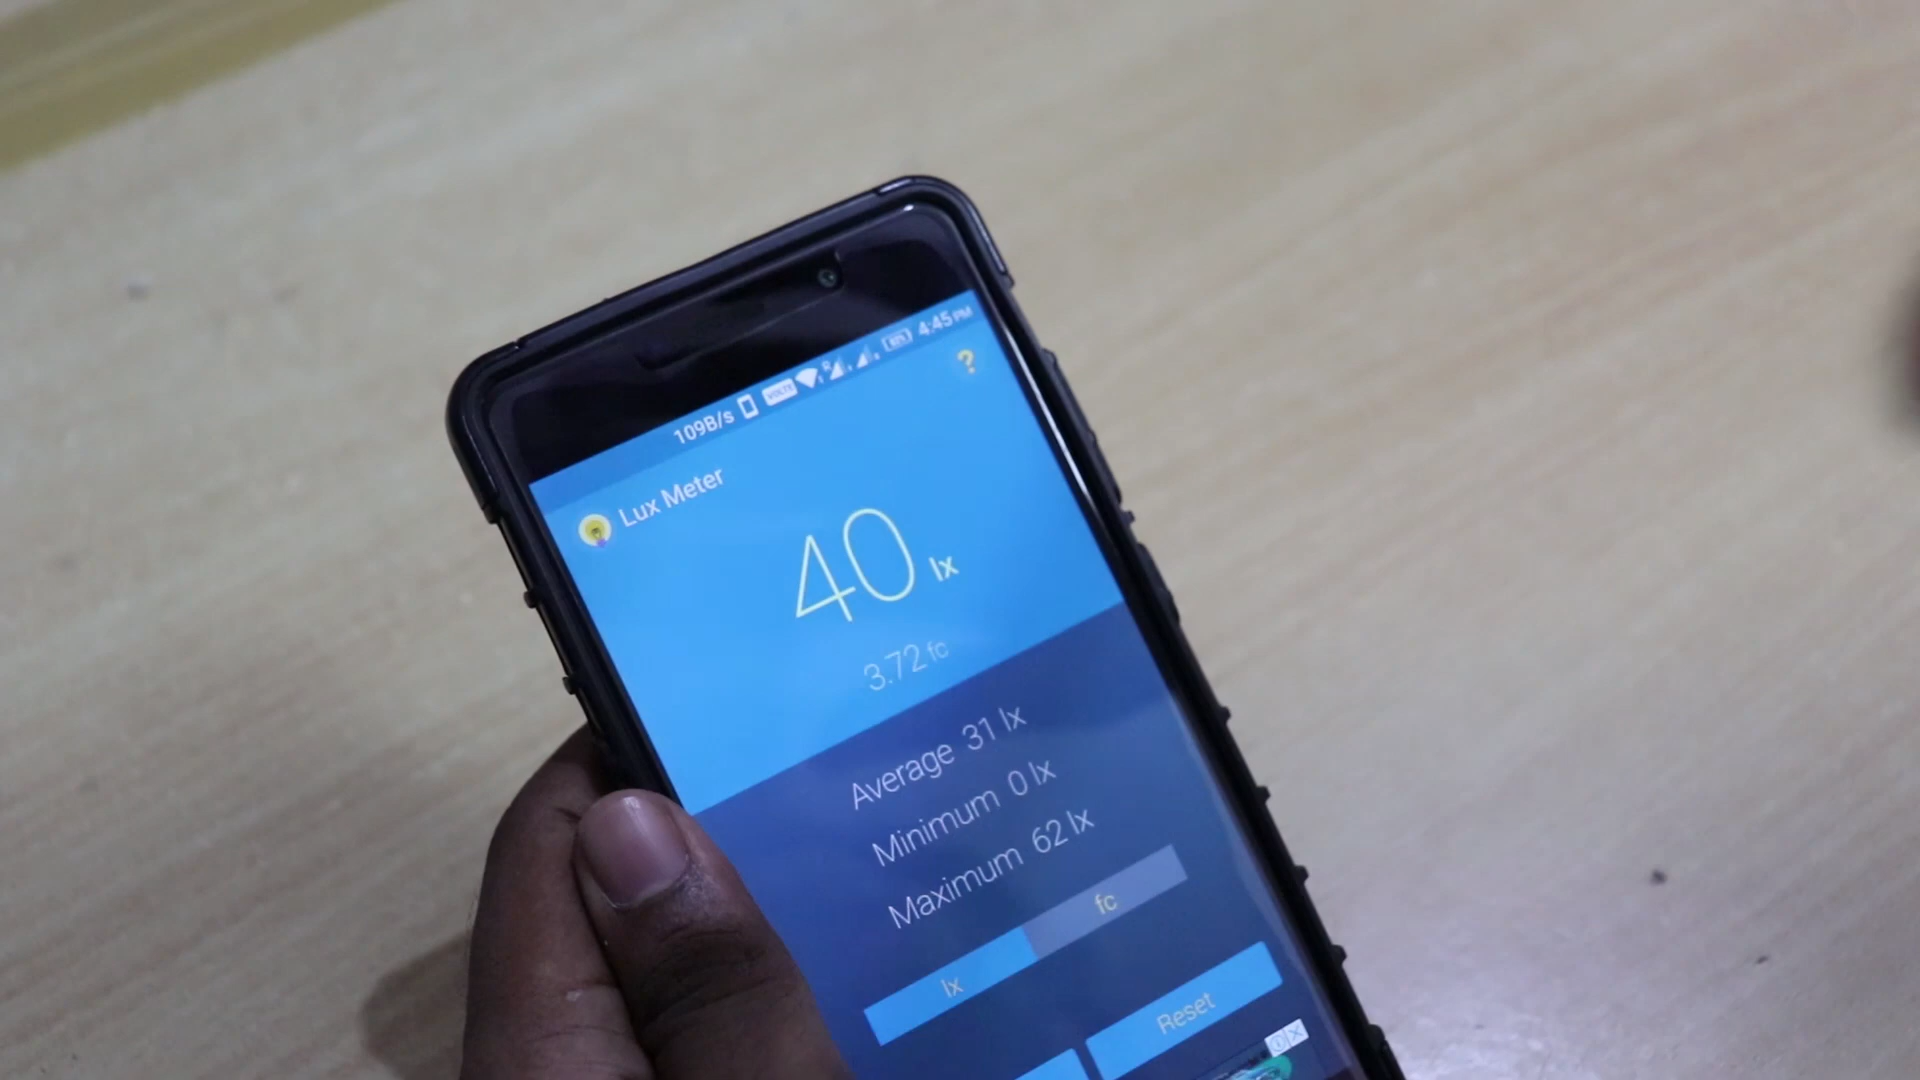 109B/s VOLTE R 4:45 PM
?
Lux Meter
40 lx
3.72 fc
Average 31 lx
Minimum 0 lx
Maximum 62 lx
lx fc
Reset